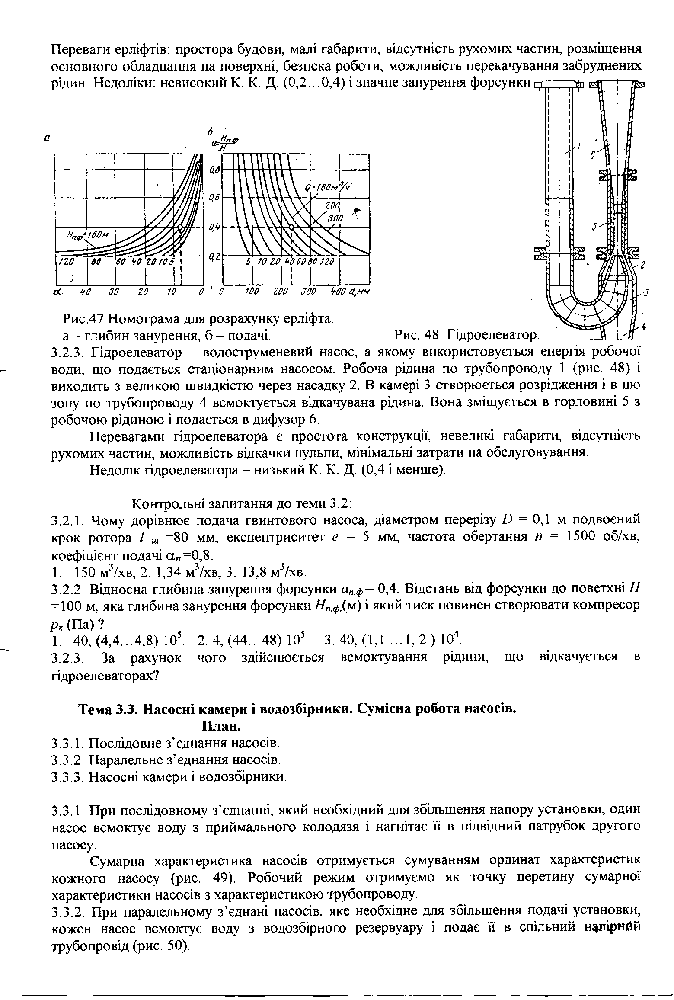 Переваги ерліфтів: простора будови, малі габарити, відсутність рухомих частин, розміщення
основного обладнання на поверхні, безпека роботи, можливість перекачування забруднених
рідин. Недоліки: невисокий К. К. Д. (0,2...0,4) і значне занурення форсунки
а
b
a=Hпф/H
0,8
0,6
0,4
0,2
Q=160м³/ч
200
300
Hпф=160м
120 80 60 40 20 10 5
5 10 20 40 60 80 120
α 40 30 20 10 0
0 100 200 300 400 d,мм
1
6
5
2
3
4
Рис.47 Номограма для розрахунку ерліфта.
а – глибин занурення, б – подачі.
Рис. 48. Гідроелеватор.
3.2.3. Гідроелеватор – водоструменевий насос, а якому використовується енергія робочої
води, що подається стаціонарним насосом. Робоча рідина по трубопроводу 1 (рис. 48) і
виходить з великою швидкістю через насадку 2. В камері 3 створюється розрідження і в цю
зону по трубопроводу 4 всмоктується відкачувана рідина. Вона зміщується в горловині 5 з
робочою рідиною і подається в дифузор 6.
Перевагами гідроелеватора є простота конструкції, невеликі габарити, відсутність
рухомих частин, можливість відкачки пульпи, мінімальні затрати на обслуговування.
Недолік гідроелеватора – низький К. К. Д. (0,4 і менше).
Контрольні запитання до теми 3.2:
3.2.1. Чому дорівнює подача гвинтового насоса, діаметром перерізу D = 0,1 м подвоєний
крок ротора l ш =80 мм, ексцентриситет e = 5 мм, частота обертання n = 1500 об/хв,
коефіцієнт подачі αп=0,8.
1. 150 м³/хв, 2. 1,34 м³/хв, 3. 13,8 м³/хв.
3.2.2. Відносна глибина занурення форсунки ап.ф.= 0,4. Відстань від форсунки до поветхні Н
=100 м, яка глибина занурення форсунки Нп.ф.(м) і який тиск повинен створювати компресор
рк (Па) ?
1. 40, (4,4...4,8) 10⁵. 2. 4, (44...48) 10⁵. 3. 40, (1,1 ...1, 2 ) 10⁴.
3.2.3. За рахунок чого здійснюється всмоктування рідини, що відкачується в
гідроелеваторах?
Тема 3.3. Насосні камери і водозбірники. Сумісна робота насосів.
План.
3.3.1. Послідовне з’єднання насосів.
3.3.2. Паралельне з’єднання насосів.
3.3.3. Насосні камери і водозбірники.
3.3.1. При послідовному з’єднанні, який необхідний для збільшення напору установки, один
насос всмоктує воду з приймального колодязя і нагнітає її в підвідний патрубок другого
насосу.
Сумарна характеристика насосів отримується сумуванням ординат характеристик
кожного насосу (рис. 49). Робочий режим отримуємо як точку перетину сумарної
характеристики насосів з характеристикою трубопроводу.
3.3.2. При паралельному з’єднані насосів, яке необхідне для збільшення подачі установки,
кожен насос всмоктує воду з водозбірного резервуару і подає її в спільний напірний
трубопровід (рис. 50).